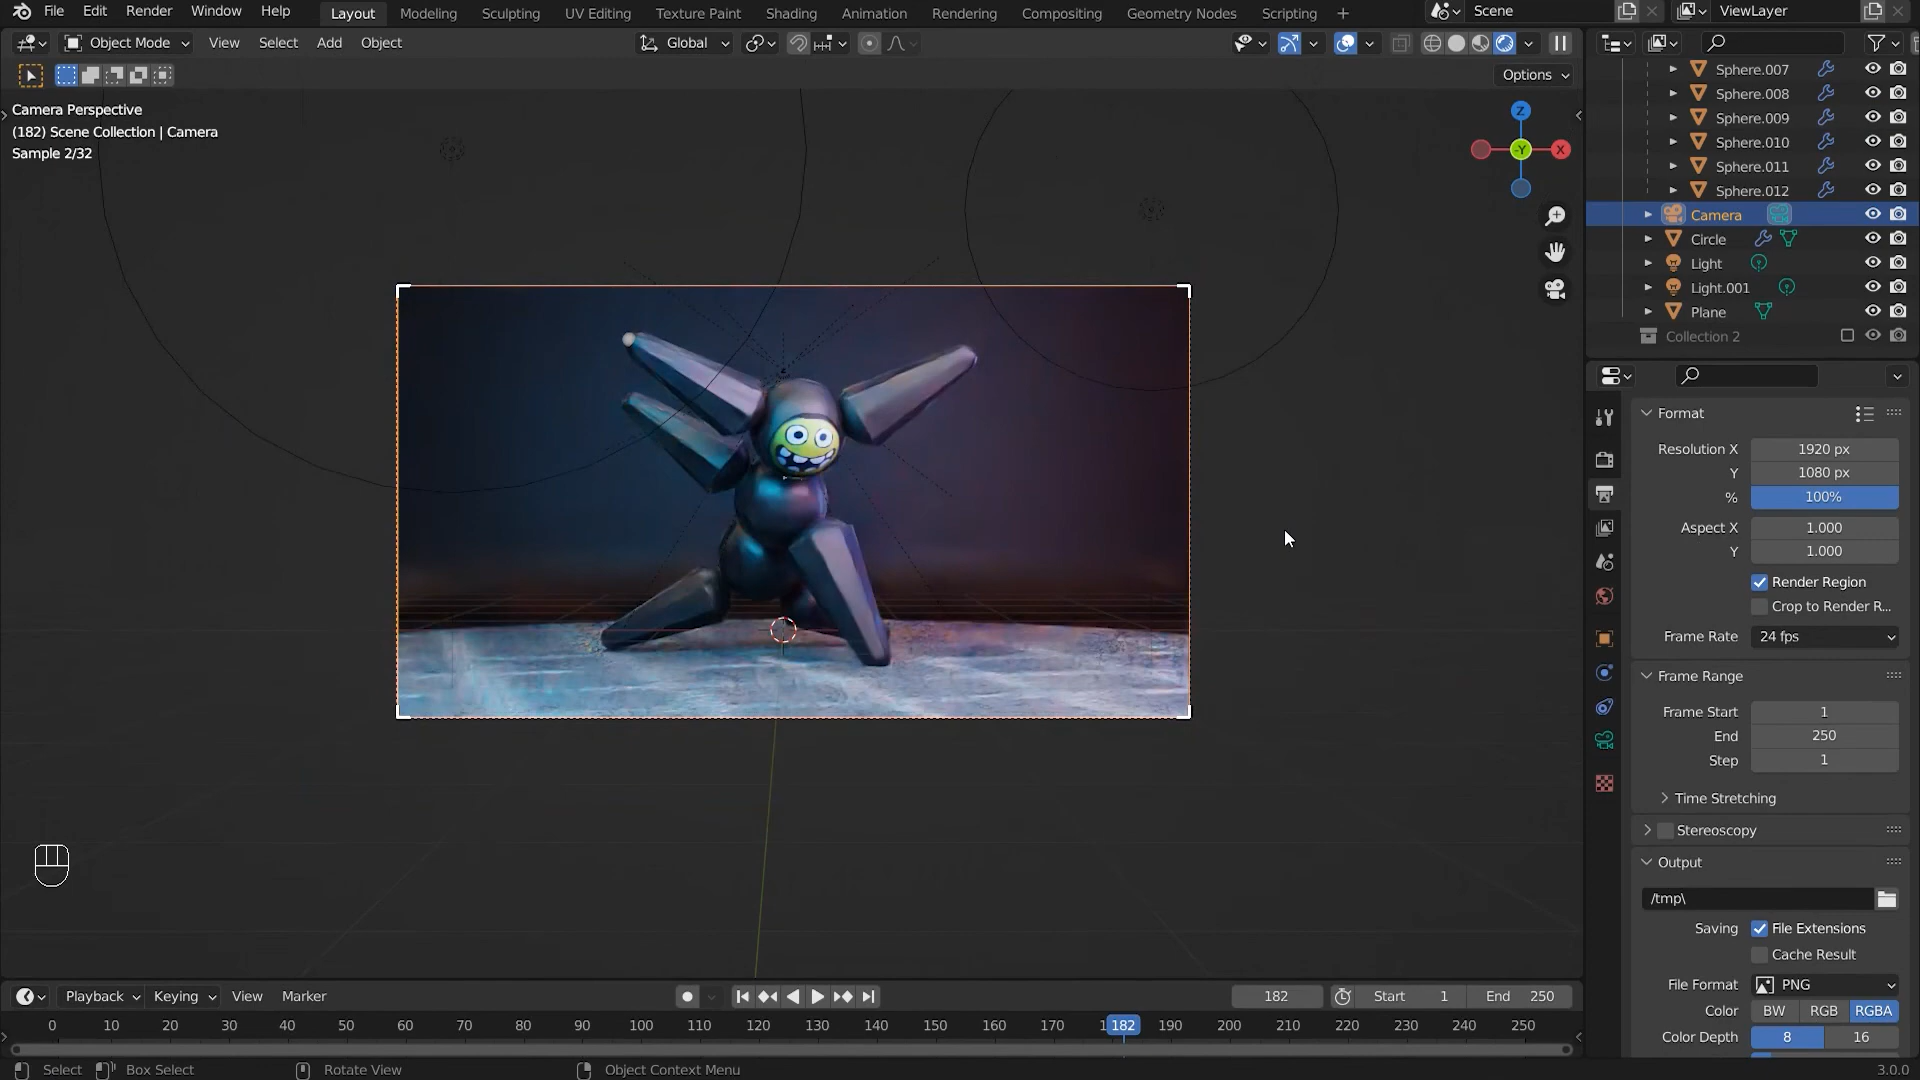 File Edit Render Window Help Layout Modeling Sculpting UV Editing Texture Paint Shading Animation Rendering Compositing Geometry Nodes Scripting + Scene ViewLayer
Object Mode View Select Add Object Global
Options
Camera Perspective
(182) Scene Collection | Camera
Sample 2/32
Z
-Y
X
Sphere.007
Sphere.008
Sphere.009
Sphere.010
Sphere.011
Sphere.012
Camera
Circle
Light
Light.001
Plane
Collection 2
Format
Resolution X 1920 px
Y 1080 px
% 100%
Aspect X 1.000
Y 1.000
Render Region
Crop to Render R...
Frame Rate 24 fps
Frame Range
Frame Start 1
End 250
Step 1
Time Stretching
Stereoscopy
Output
/tmp\
Saving File Extensions
Cache Result
File Format PNG
Color BW RGB RGBA
Color Depth 8 16
Playback Keying View Marker 182 Start 1 End 250
0 10 20 30 40 50 60 70 80 90 100 110 120 130 140 150 160 170 182 190 200 210 220 230 240 250
Select Box Select Rotate View Object Context Menu 3.0.0